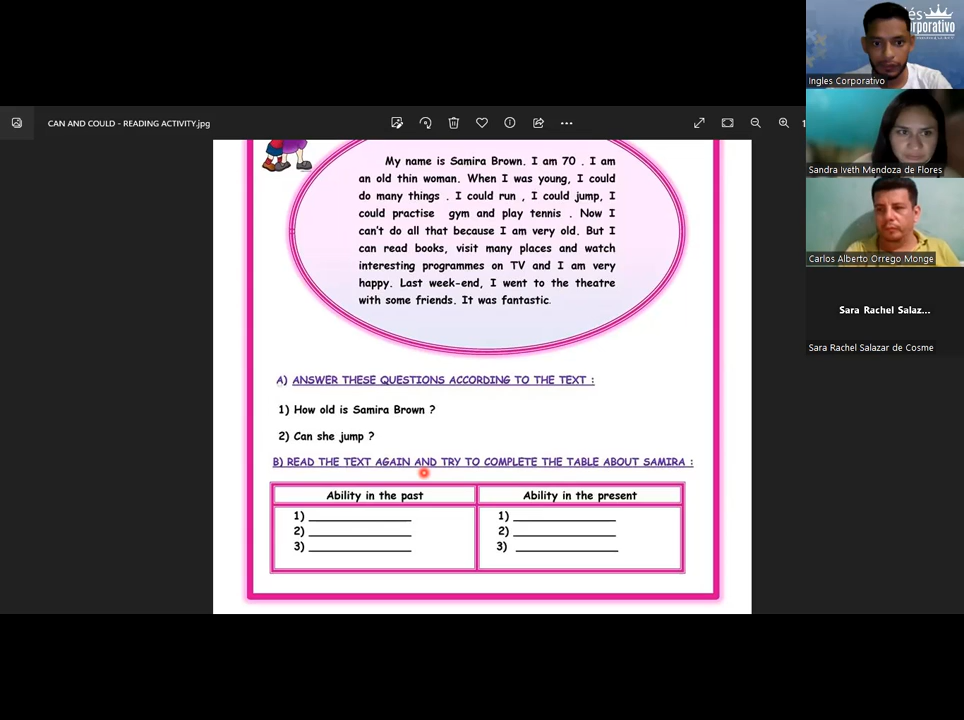 CAN AND COULD - READING ACTIVITY.jpg
My name is Samira Brown. I am 70 . I am
an old thin woman. When I was young, I could
do many things . I could run , I could jump, I
could practise gym and play tennis . Now I
can't do all that because I am very old. But I
can read books, visit many places and watch
interesting programmes on TV and I am very
happy. Last week-end, I went to the theatre
with some friends. It was fantastic.
A) ANSWER THESE QUESTIONS ACCORDING TO THE TEXT :
1) How old is Samira Brown ?
2) Can she jump ?
B) READ THE TEXT AGAIN AND TRY TO COMPLETE THE TABLE ABOUT SAMIRA :
Ability in the past
Ability in the present
1) ______________
2) ______________
3) ______________
1) ______________
2) ______________
3) ______________
Ingles Corporativo
Sandra Iveth Mendoza de Flores
Carlos Alberto Orrego Monge
Sara Rachel Salaz...
Sara Rachel Salazar de Cosme